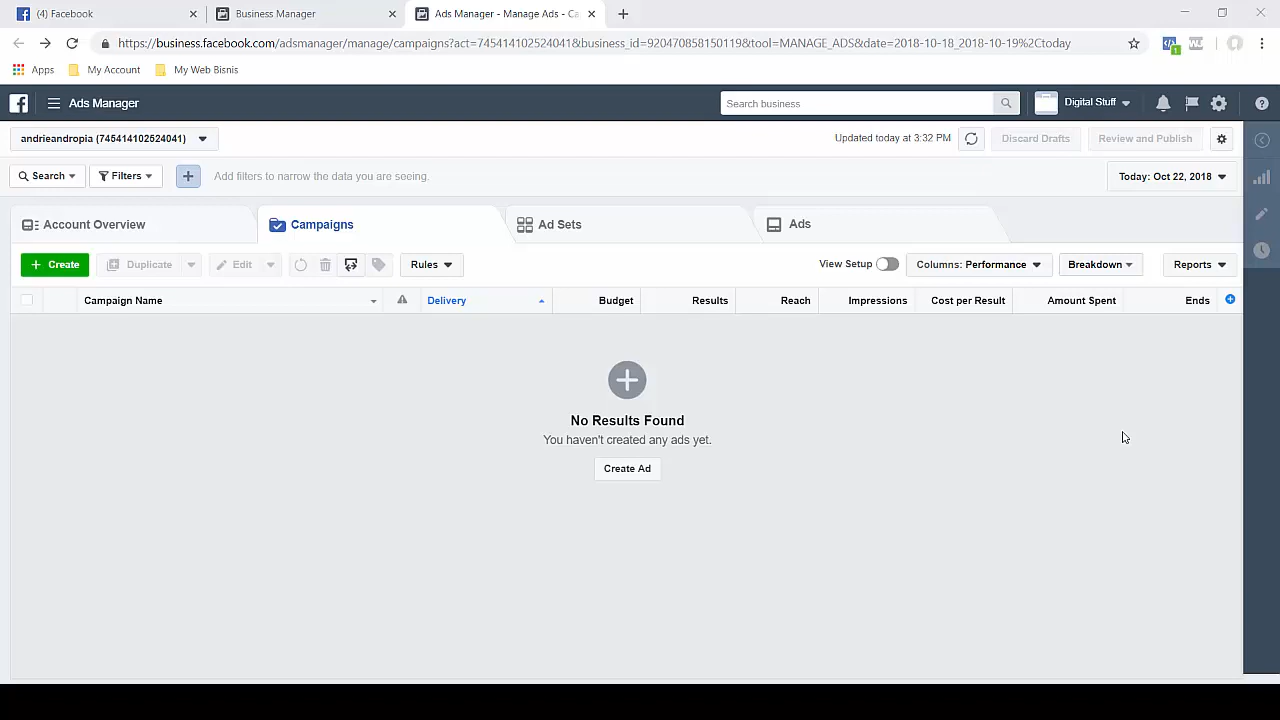 (4) Facebook
Business Manager
Ads Manager - Manage Ads - Ca
https://business.facebook.com/adsmanager/manage/campaigns?act=745414102524041&business_id=920470858150119&tool=MANAGE_ADS&date=2018-10-18_2018-10-19%2Ctoday
1
Apps
My Account
My Web Bisnis
Ads Manager
Search business
Digital Stuff
andrieandropia (745414102524041)
Updated today at 3:32 PM
Discard Drafts
Review and Publish
Search
Filters
Add filters to narrow the data you are seeing.
Today: Oct 22, 2018
Account Overview
Campaigns
Ad Sets
Ads
+ Create
Duplicate
Edit
Rules
View Setup
Columns: Performance
Breakdown
Reports
Campaign Name
Delivery
Budget
Results
Reach
Impressions
Cost per Result
Amount Spent
Ends
No Results Found
You haven't created any ads yet.
Create Ad